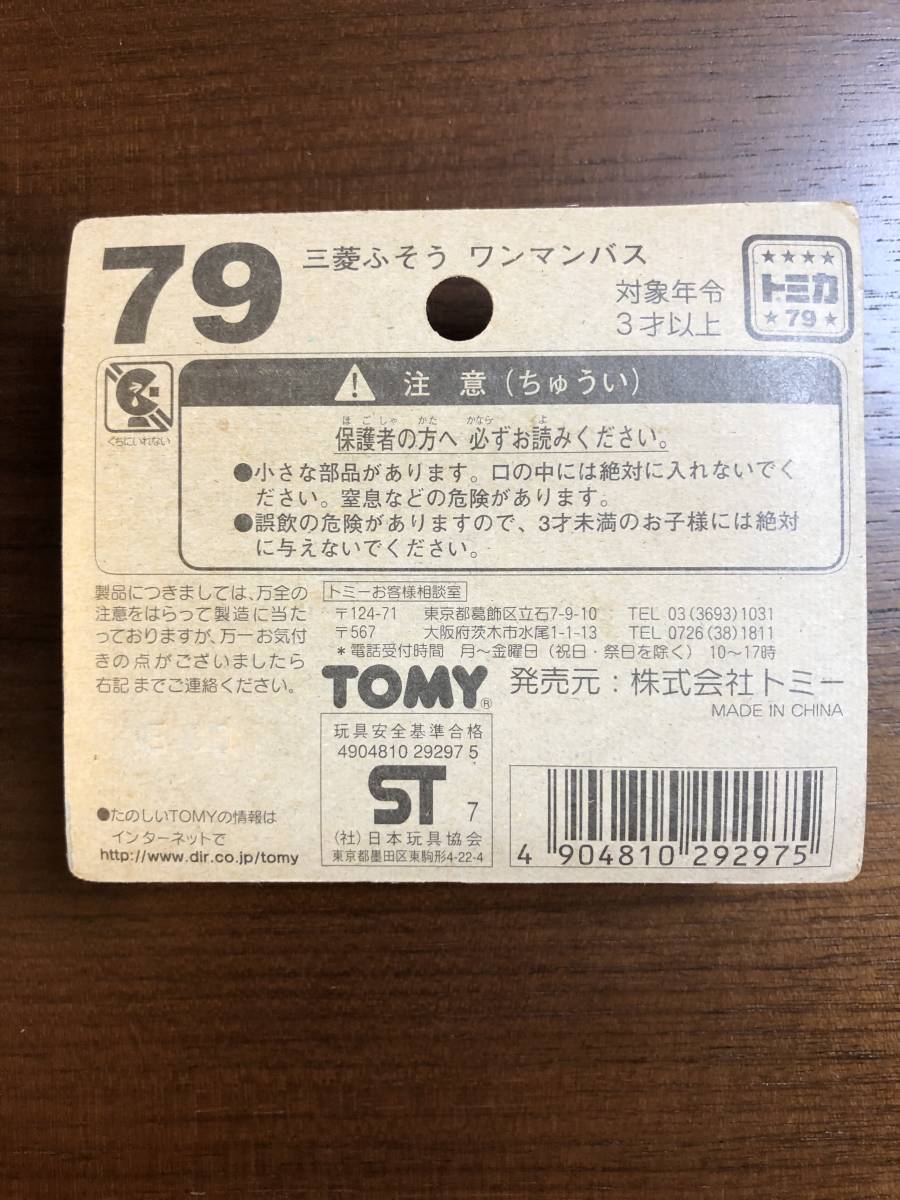 79
三菱ふそう ワンマンバス
対象年令
3才以上
★★★★
トミカ
★79★
くちにいれない
注 意(ちゅうい)
ほごしゃ かた かなら よ
保護者の方へ 必ずお読みください。
●小さな部品があります。口の中には絶対に入れないでく
ださい。窒息などの危険があります。
●誤飲の危険がありますので、3才未満のお子様には絶対
に与えないでください。
製品につきましては、万全の
注意をはらって製造に当た
っておりますが、万一お気付
きの点がございましたら
右記までご連絡ください。
トミーお客様相談室
〒124-71 東京都葛飾区立石7-9-10 TEL 03(3693)1031
〒567 大阪府茨木市水尾1-1-13 TEL 0726(38)1811
*電話受付時間 月〜金曜日(祝日・祭日を除く) 10〜17時
TOMY® 発売元:株式会社トミー
MADE IN CHINA
玩具安全基準合格
4904810 29297 5
ST 7
(社)日本玩具協会
東京都墨田区東駒形4-22-4
●たのしいTOMYの情報は
インターネットで
http://www.dir.co.jp/tomy
4 904810 292975